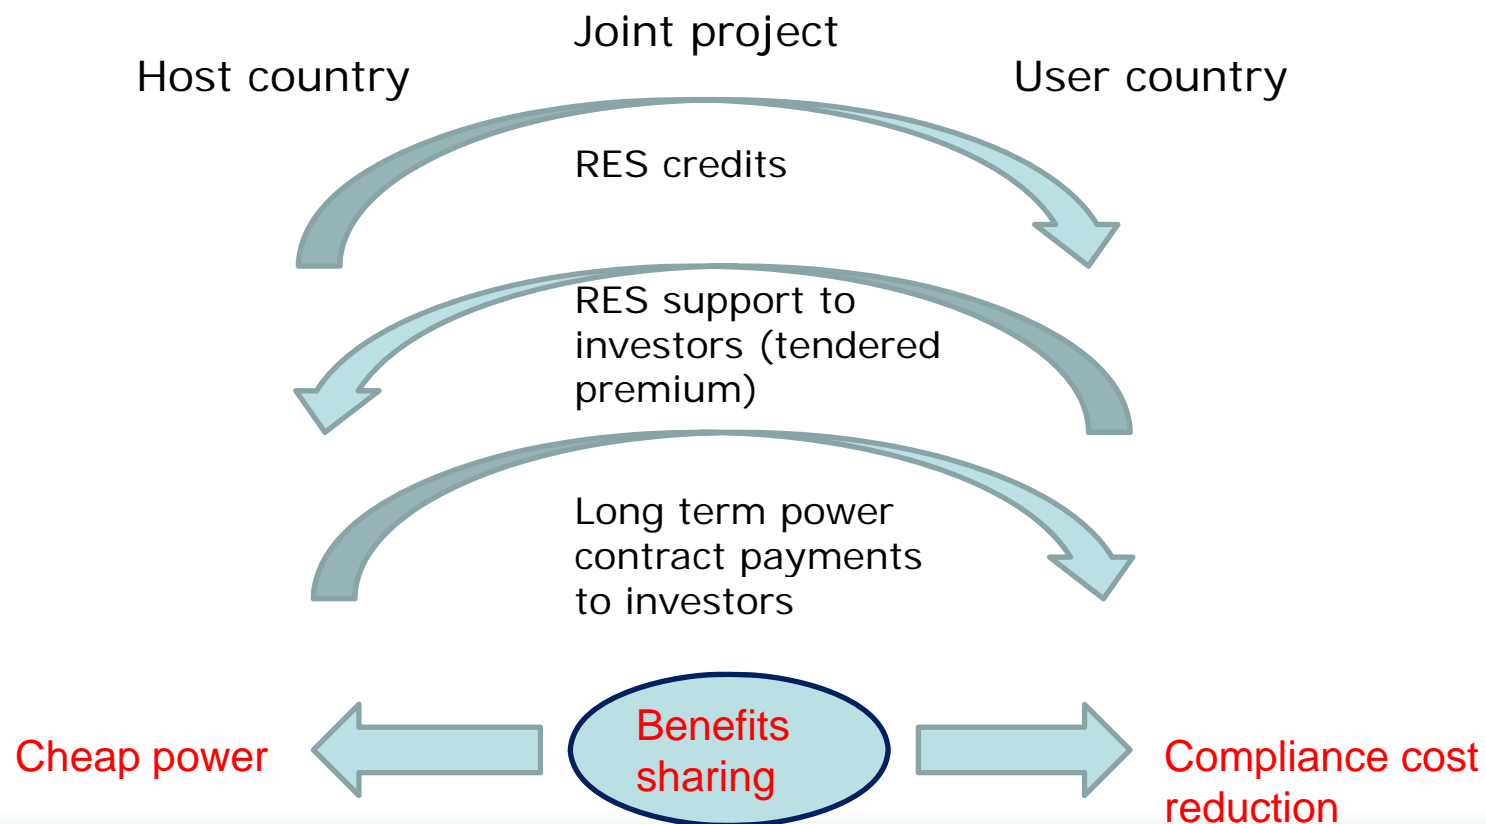 Joint project
Host country
User country
RES credits
RES support to
investors (tendered
premium)
Long term power
contract payments
to investors
Benefits
sharing
Cheap power
Compliance cost
reduction